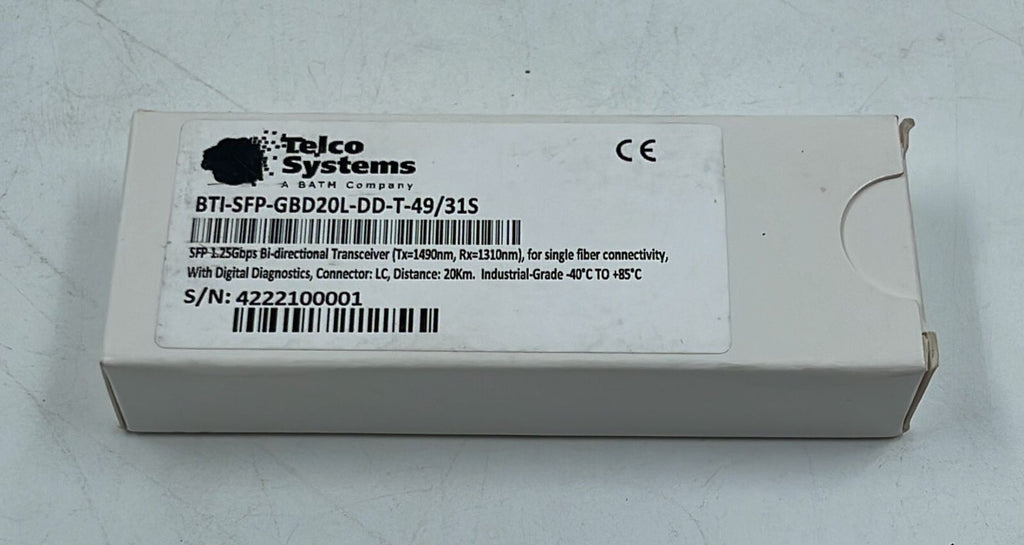 Telco
Systems
A BATM Company
CE
BTI-SFP-GBD20L-DD-T-49/31S
SFP 1.25Gbps Bi-directional Transceiver (Tx=1490nm, Rx=1310nm), for single fiber connectivity,
With Digital Diagnostics, Connector: LC, Distance: 20Km. Industrial-Grade -40°C TO +85°C
S/N: 4222100001